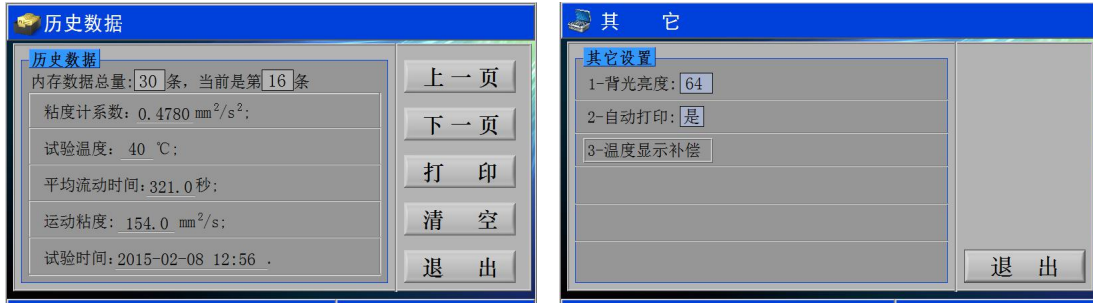 历史数据
历史数据
内存数据总量:30条，当前是第16条
粘度计系数: 0.4780 mm²/s²;
试验温度: 40 ℃;
平均流动时间:321.0秒;
运动粘度: 154.0 mm²/s;
试验时间:2015-02-08 12:56 .
上一页
下一页
打 印
清 空
退 出
其 它
其它设置
1-背光亮度: 64
2-自动打印: 是
3-温度显示补偿
退 出